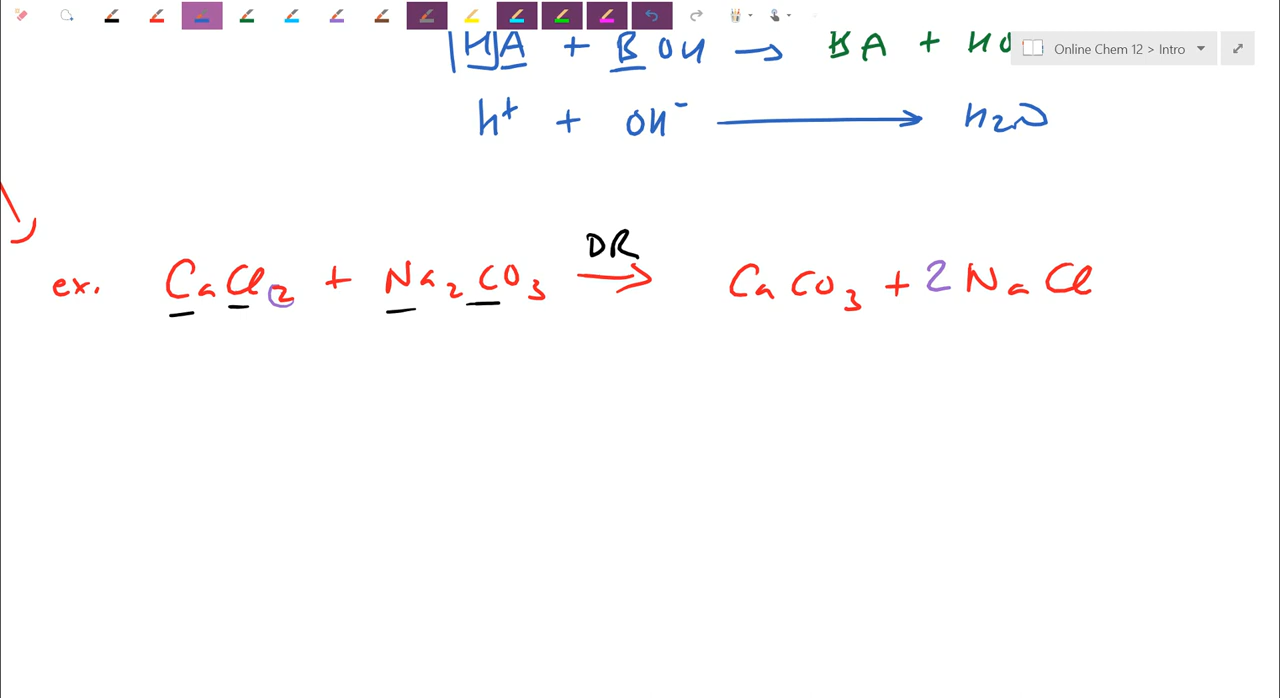 HA + BOH → BA + HO
Online Chem 12 > Intro
h⁺ + OH⁻ → H₂O
DR
ex. CaCl₂ + Na₂CO₃ → CaCO₃ + 2NaCl